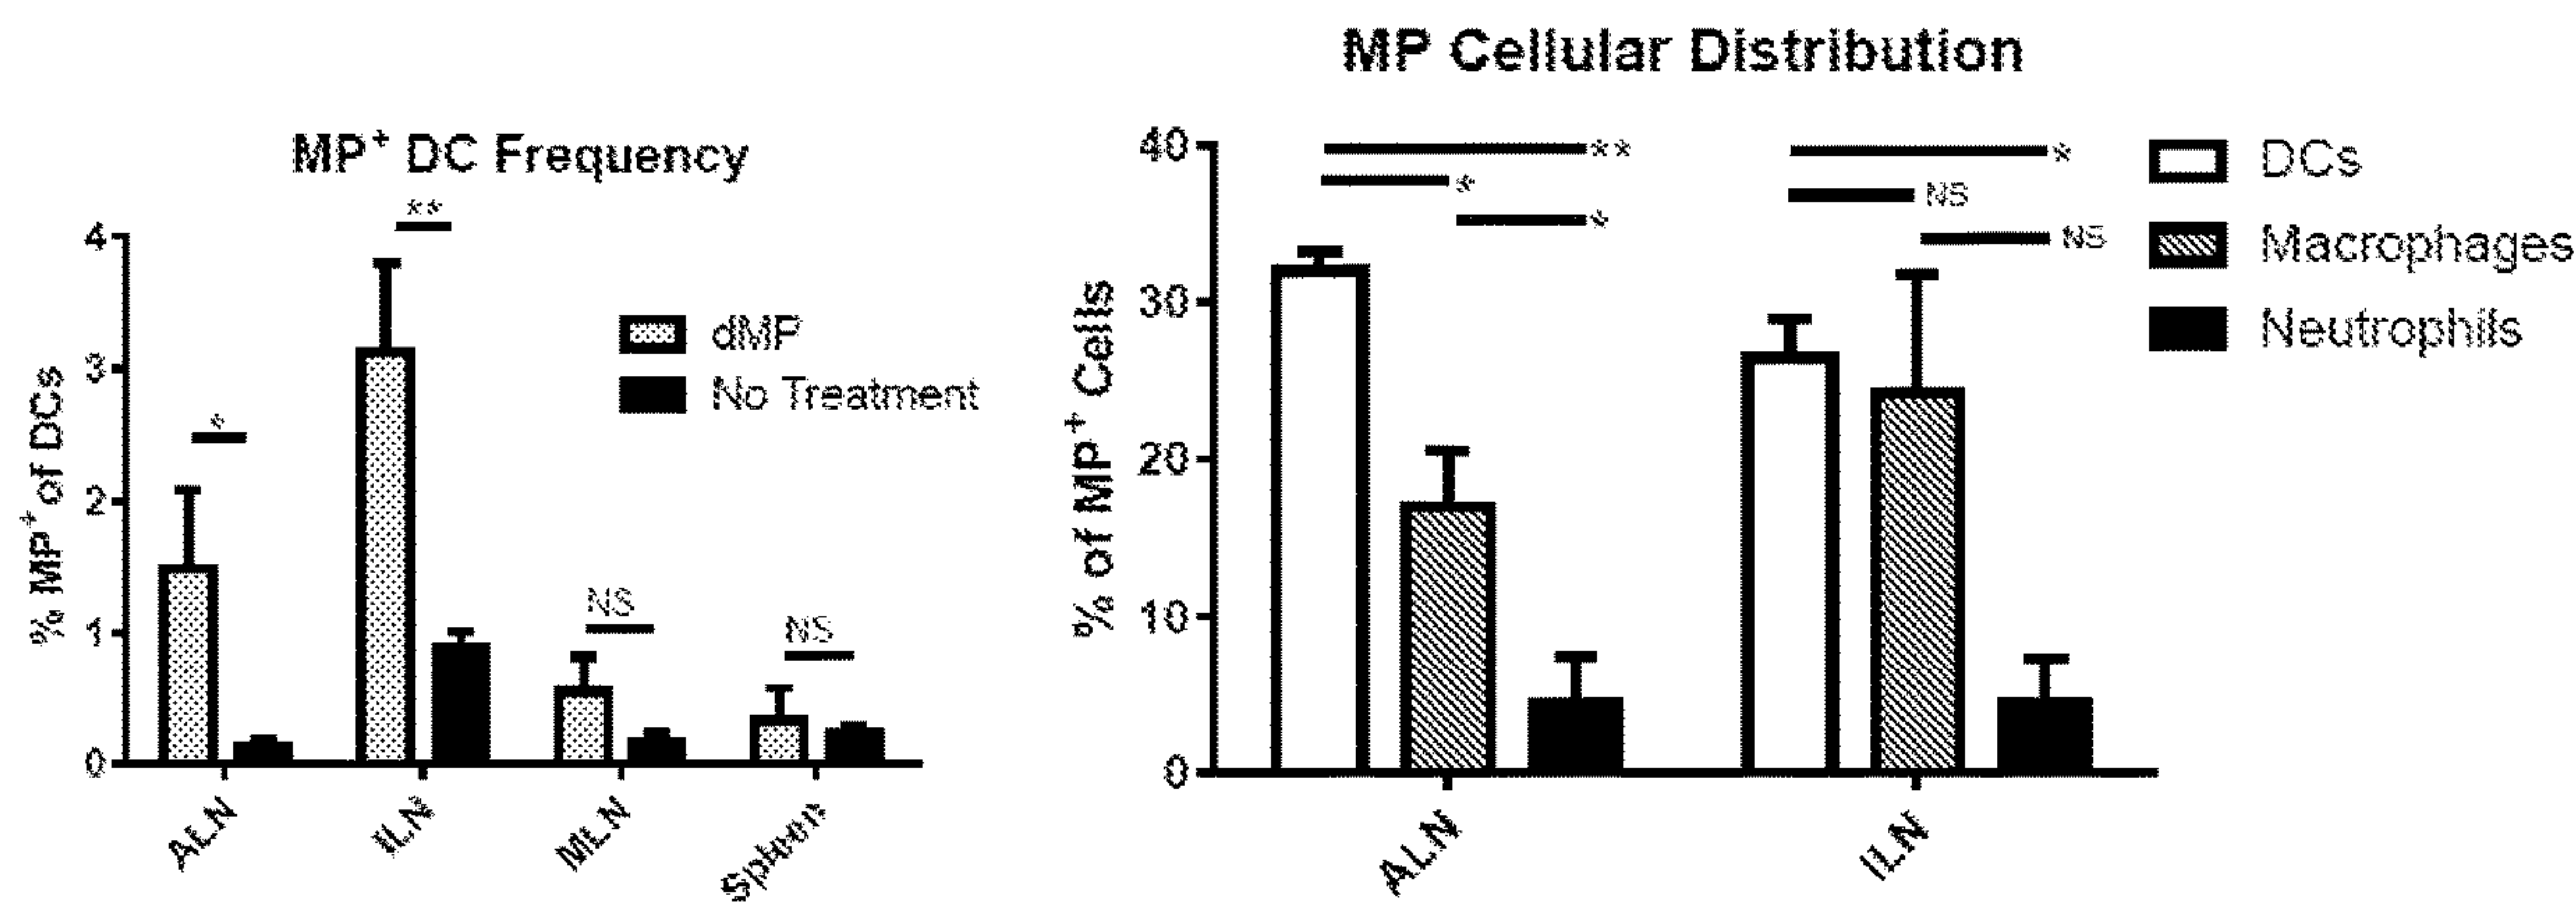 MP+ DC Frequency
% MP+ of DCs
4
3
2
1
0
*
**
NS
NS
dMP
No Treatment
ALN
ILN
MLN
Spleen
MP Cellular Distribution
% of MP+ Cells
40
30
20
10
0
**
*
*
*
NS
NS
DCs
Macrophages
Neutrophils
ALN
ILN